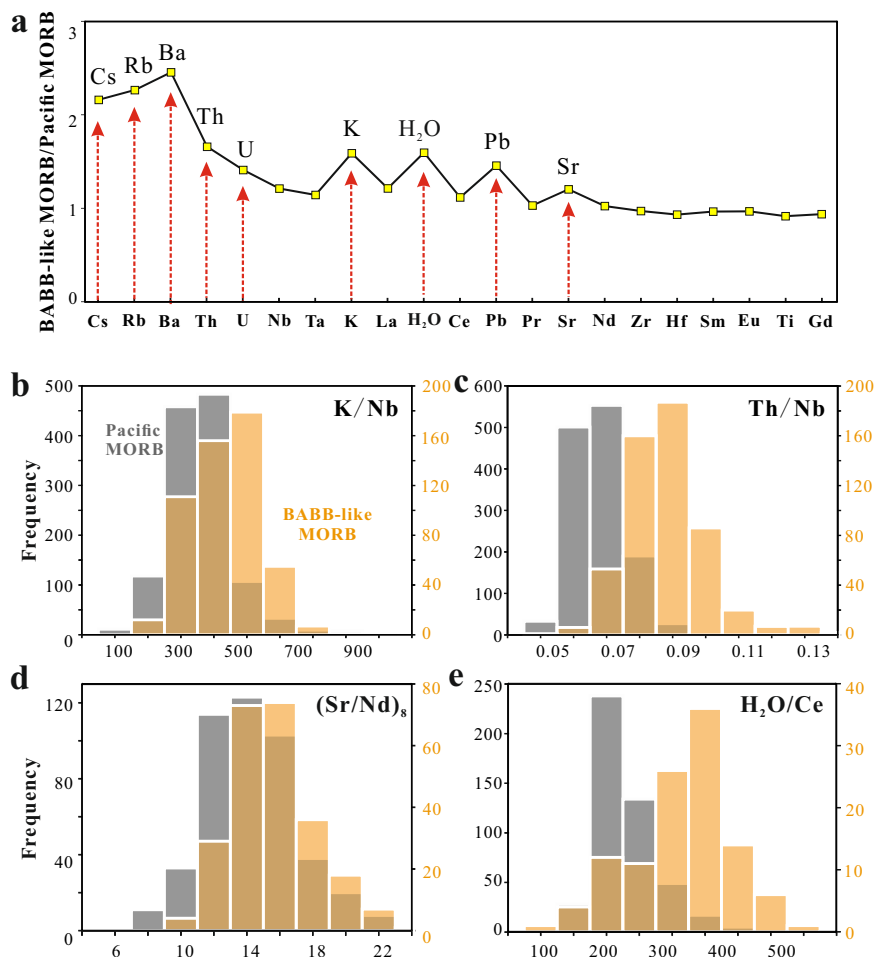 a
BABB-like MORB/Pacific MORB
3
2
1
0
Cs Rb Ba Th U K H₂O Pb Sr
Cs Rb Ba Th U Nb Ta K La H₂O Ce Pb Pr Sr Nd Zr Hf Sm Eu Ti Gd
b
K/Nb
Frequency
500
400
300
200
100
0
200
160
120
80
40
0
Pacific
MORB
BABB-like
MORB
100 300 500 700 900
c
Th/Nb
600
500
400
300
200
100
0
200
160
120
80
40
0
0.05 0.07 0.09 0.11 0.13
d
(Sr/Nd)₈
Frequency
120
80
40
0
80
60
40
20
0
6 10 14 18 22
e
H₂O/Ce
250
200
150
100
50
0
40
30
20
10
0
100 200 300 400 500